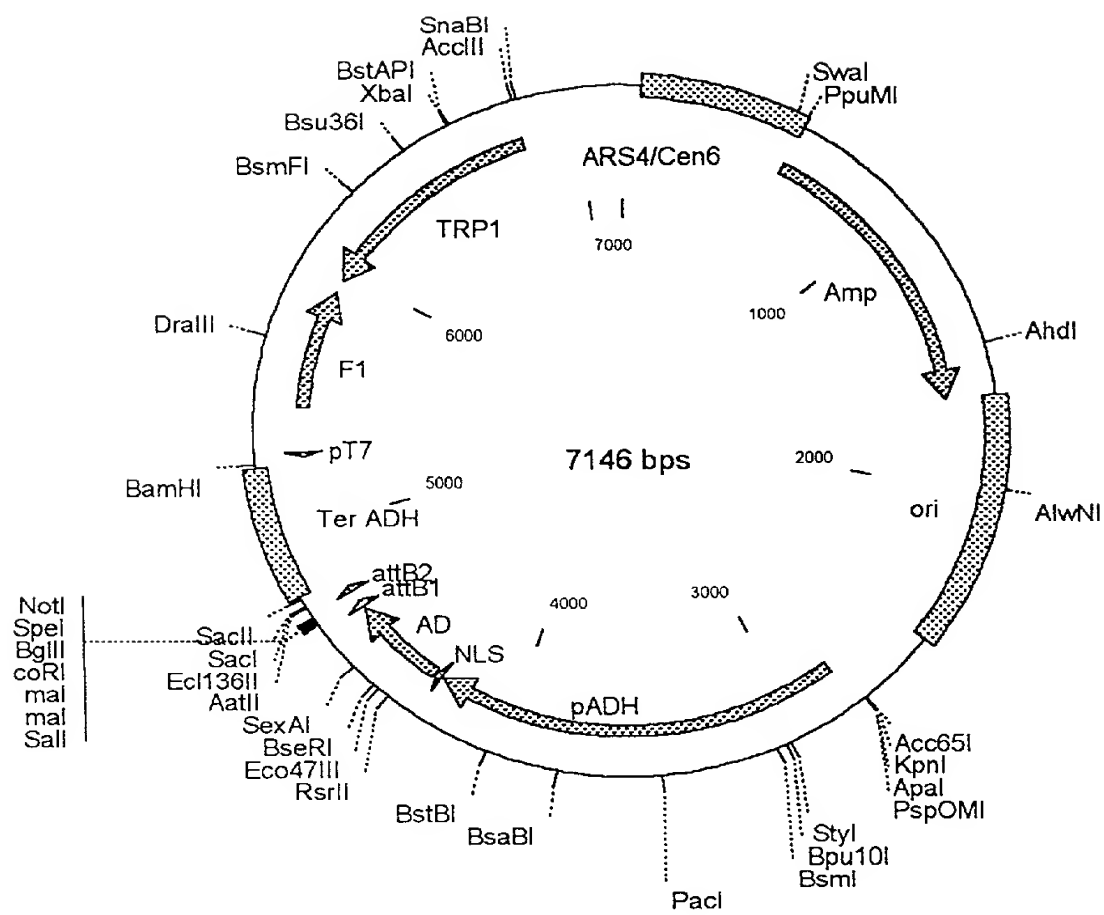 SnaBI
AccIII
BstAPI
XbaI
Bsu36I
BsmFI
SwaI
PpuMI
ARS4/Cen6
TRP1
7000
Amp
1000
6000
DraIII
AhdI
F1
pT7
7146 bps
2000
BamHI
5000
Ter ADH
ori
AlwNI
attB2
attB1
NotI
SpeI
BglII
coRI
maI
maI
SalI
4000
3000
AD
SacII
SacI
Ecl136II
AatII
NLS
pADH
SexAI
BseRI
Eco47III
RsrII
Acc65I
KpnI
ApaI
PspOMI
BstBI
BsaBI
StyI
Bpu10I
BsmI
PacI